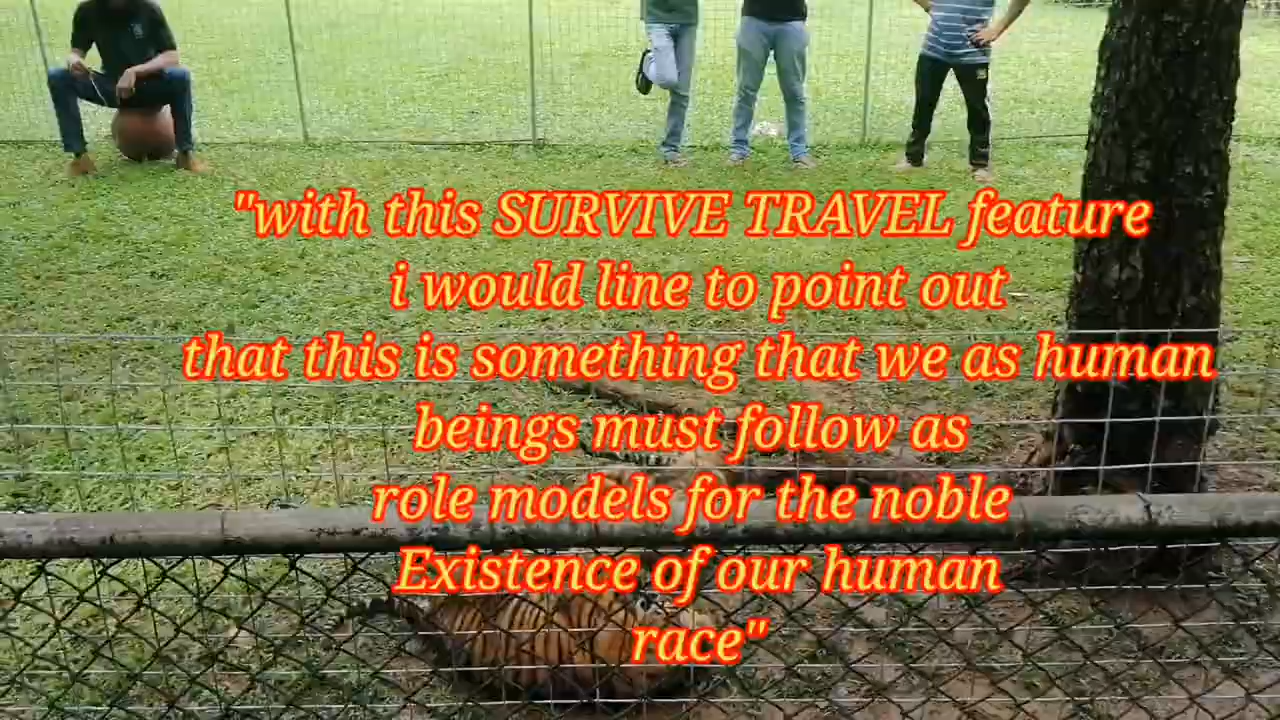 "with this SURVIVE TRAVEL feature
i would line to point out
that this is something that we as human
beings must follow as
role models for the noble
Existence of our human
race"